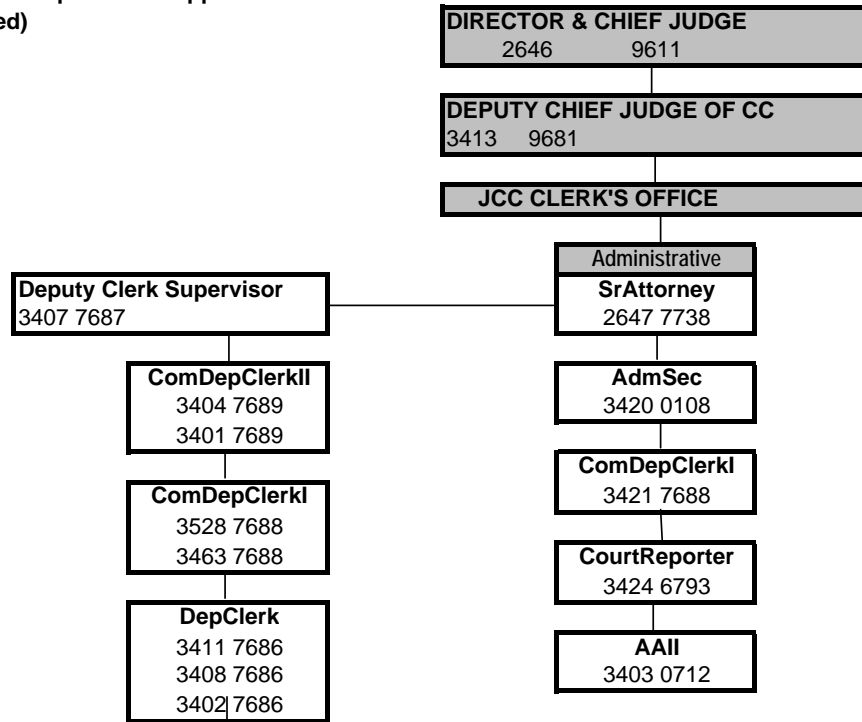 ed)
DIRECTOR & CHIEF JUDGE
2646 9611
DEPUTY CHIEF JUDGE OF CC
3413 9681
JCC CLERK'S OFFICE
Administrative
SrAttorney
2647 7738
Deputy Clerk Supervisor
3407 7687
ComDepClerkII
3404 7689
3401 7689
ComDepClerkI
3528 7688
3463 7688
DepClerk
3411 7686
3408 7686
3402 7686
AdmSec
3420 0108
ComDepClerkI
3421 7688
CourtReporter
3424 6793
AAII
3403 0712